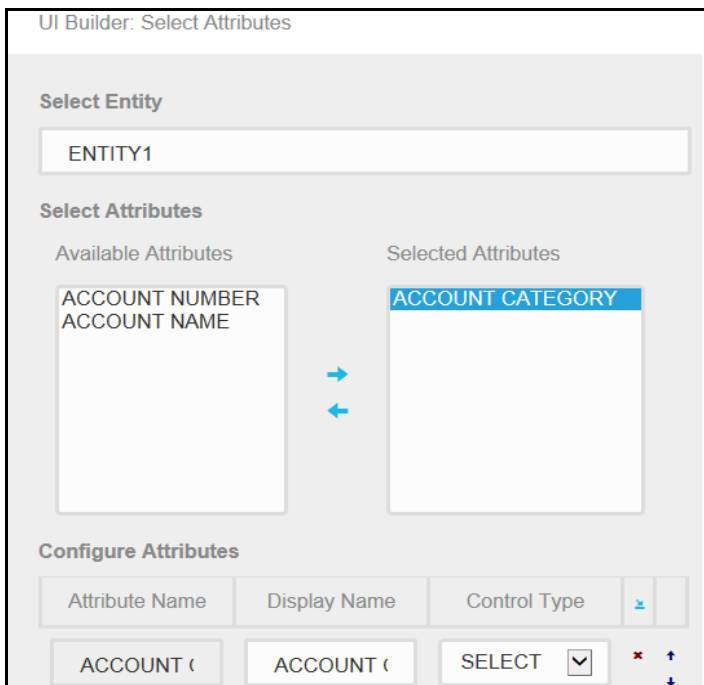 UI Builder: Select Attributes
Select Entity
ENTITY1
Select Attributes
Available Attributes
Selected Attributes
ACCOUNT NUMBER
ACCOUNT NAME
ACCOUNT CATEGORY
Configure Attributes
Attribute Name Display Name Control Type
ACCOUNT ACCOUNT SELECT